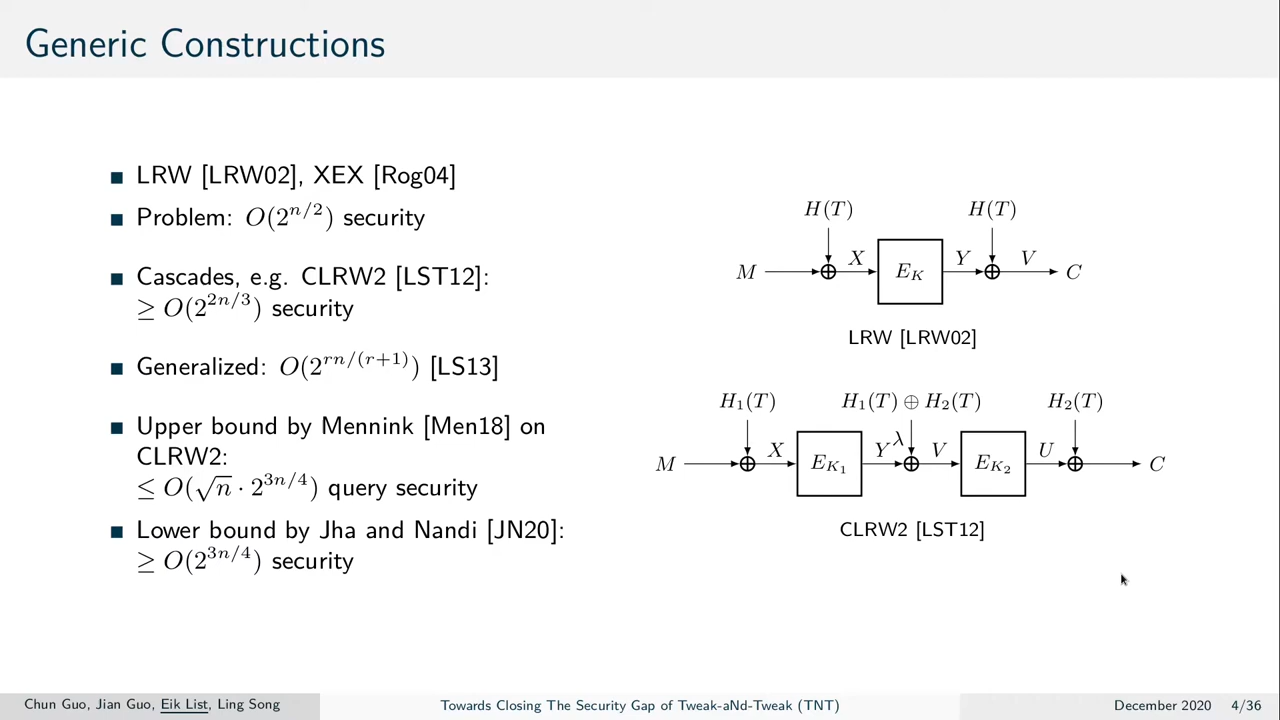 Generic Constructions
■ LRW [LRW02], XEX [Rog04]
■ Problem: O(2^{n/2}) security
■ Cascades, e.g. CLRW2 [LST12]:
≥ O(2^{2n/3}) security
■ Generalized: O(2^{rn/(r+1)}) [LS13]
■ Upper bound by Mennink [Men18] on
CLRW2:
≤ O(√n · 2^{3n/4}) query security
■ Lower bound by Jha and Nandi [JN20]:
≥ O(2^{3n/4}) security
H(T) H(T)
M X E_K Y V C
LRW [LRW02]
H_1(T) H_1(T) ⊕ H_2(T) H_2(T)
M X E_{K_1} Y λ V E_{K_2} U C
CLRW2 [LST12]
Chun Guo, Jian Guo, Eik List, Ling Song
Towards Closing The Security Gap of Tweak-aNd-Tweak (TNT)
December 2020 4/36